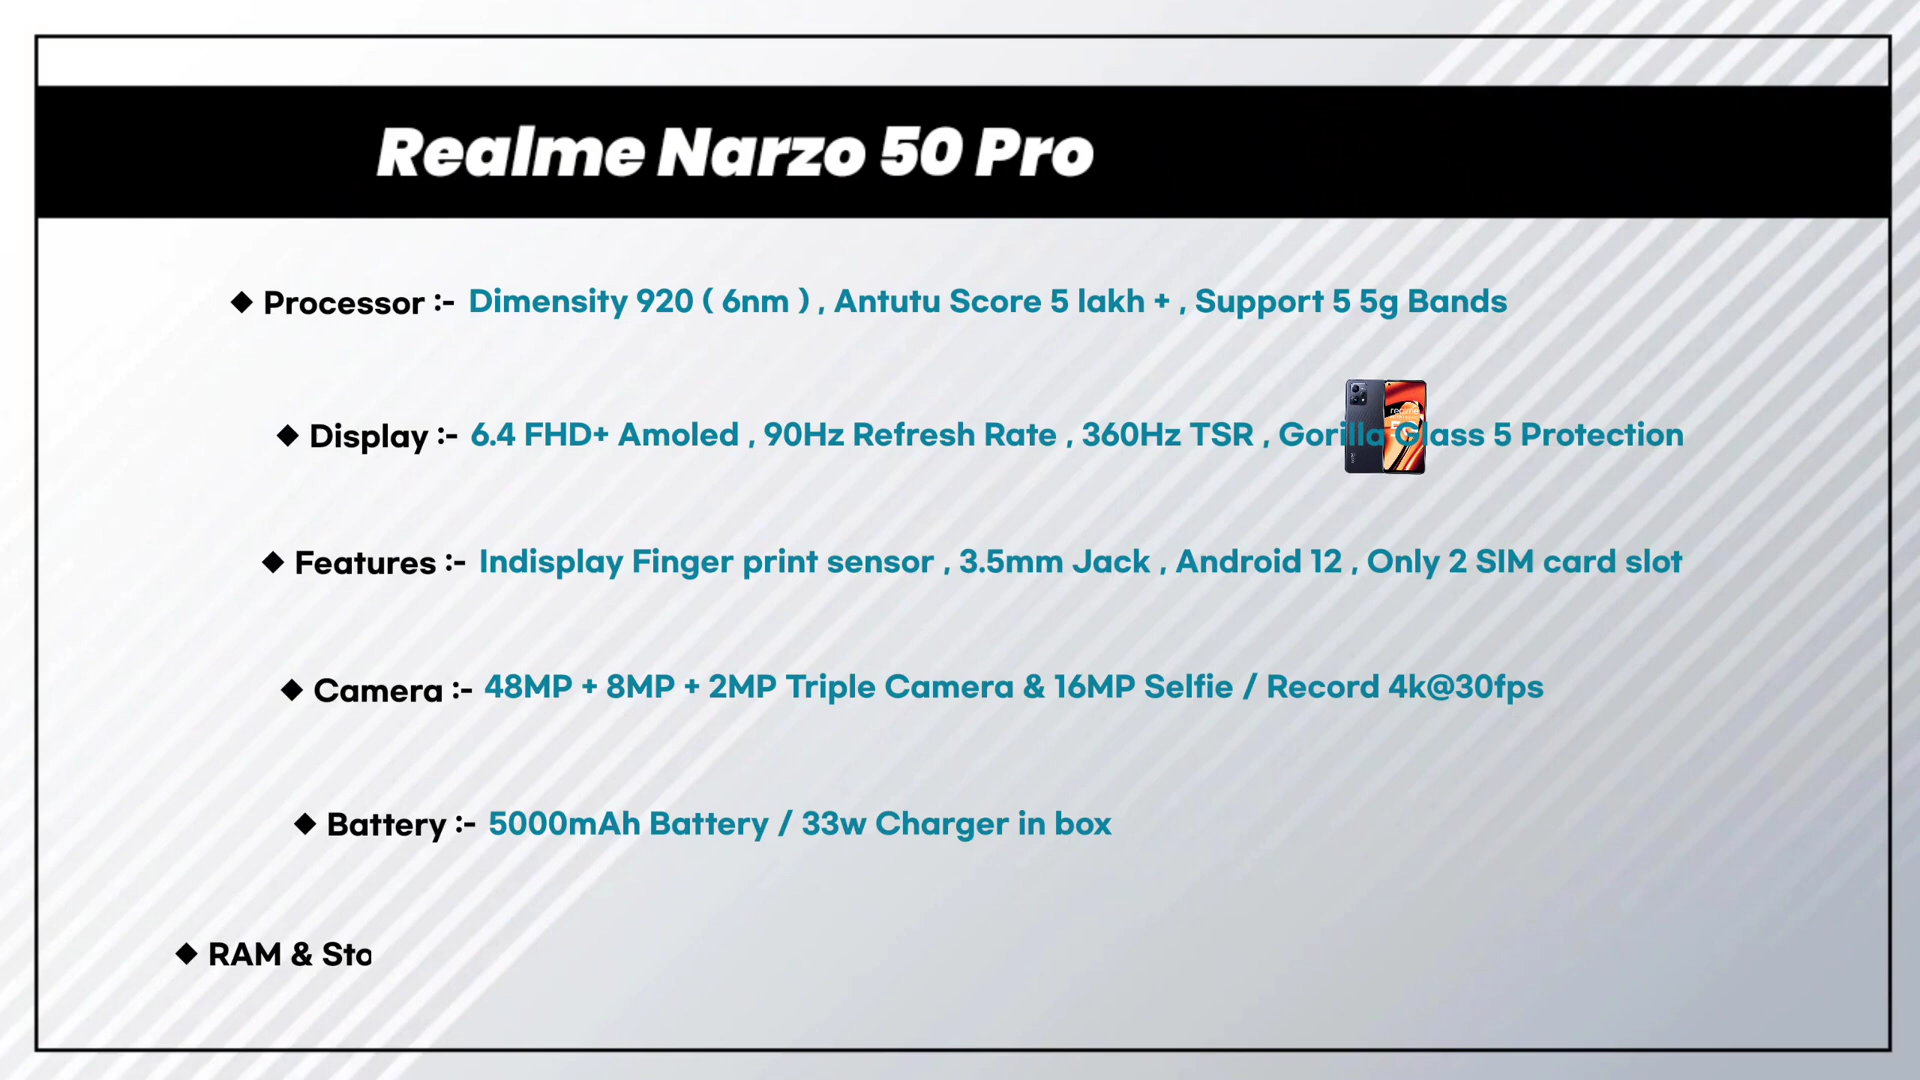 Realme Narzo 50 Pro
◆ Processor :- Dimensity 920 ( 6nm ) , Antutu Score 5 lakh + , Support 5 5g Bands
◆ Display :- 6.4 FHD+ Amoled , 90Hz Refresh Rate , 360Hz TSR , Gorilla Glass 5 Protection
◆ Features :- Indisplay Finger print sensor , 3.5mm Jack , Android 12 , Only 2 SIM card slot
◆ Camera :- 48MP + 8MP + 2MP Triple Camera & 16MP Selfie / Record 4k@30fps
◆ Battery :- 5000mAh Battery / 33w Charger in box
◆ RAM & Sto